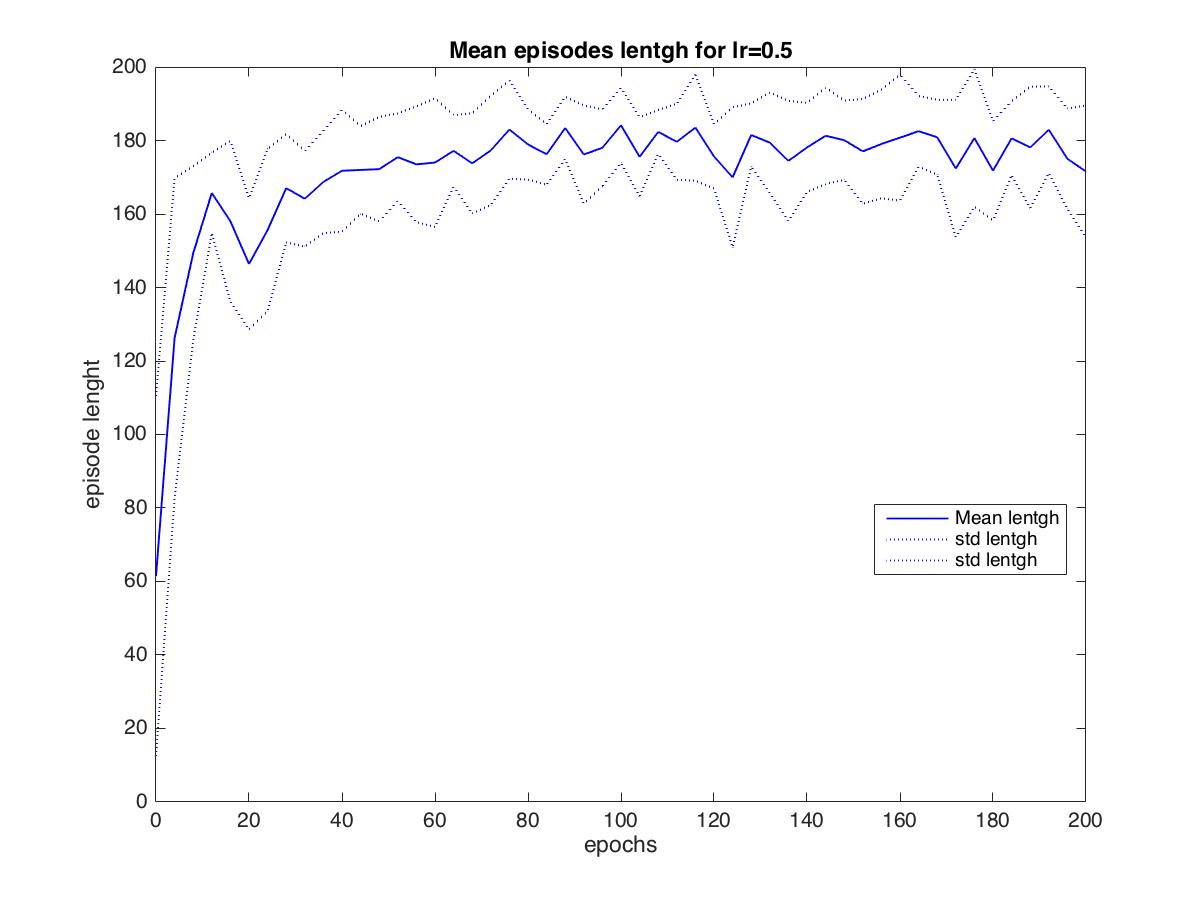 Mean episodes lentgh for lr=0.5
200
180
160
140
120
100
80
60
40
20
0
episode lenght
Mean lentgh
std lentgh
std lentgh
0 20 40 60 80 100 120 140 160 180 200
epochs